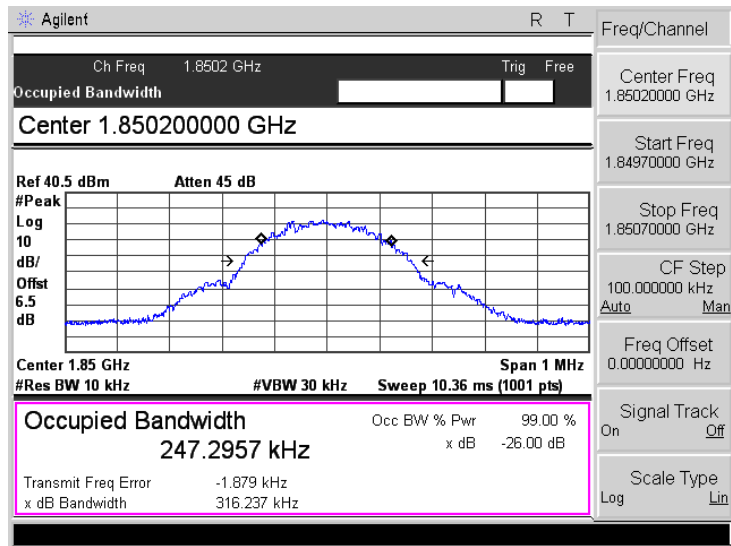 Agilent R T
Freq/Channel
Ch Freq 1.8502 GHz Trig Free
Occupied Bandwidth
Center 1.850200000 GHz
Ref 40.5 dBm Atten 45 dB
#Peak
Log
10
dB/
Offst
6.5
dB
Center 1.85 GHz Span 1 MHz
#Res BW 10 kHz #VBW 30 kHz Sweep 10.36 ms (1001 pts)
Occupied Bandwidth Occ BW % Pwr 99.00 %
247.2957 kHz x dB -26.00 dB
Transmit Freq Error -1.879 kHz
x dB Bandwidth 316.237 kHz
Center Freq
1.85020000 GHz
Start Freq
1.84970000 GHz
Stop Freq
1.85070000 GHz
CF Step
100.000000 kHz
Auto Man
Freq Offset
0.00000000 Hz
Signal Track
On Off
Scale Type
Log Lin